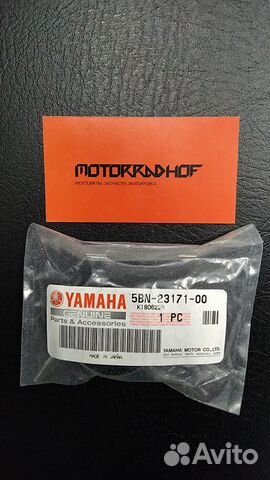 MOTORRADHOF
МОТОЦИКЛЫ, ЗАПЧАСТИ, ЭКИПИРОВКА
YAMAHA
GENUINE
Parts & Accessories
5BN-23171-00
1 PC
MADE IN JAPAN
YAMAHA MOTOR CO., LTD.
Avito